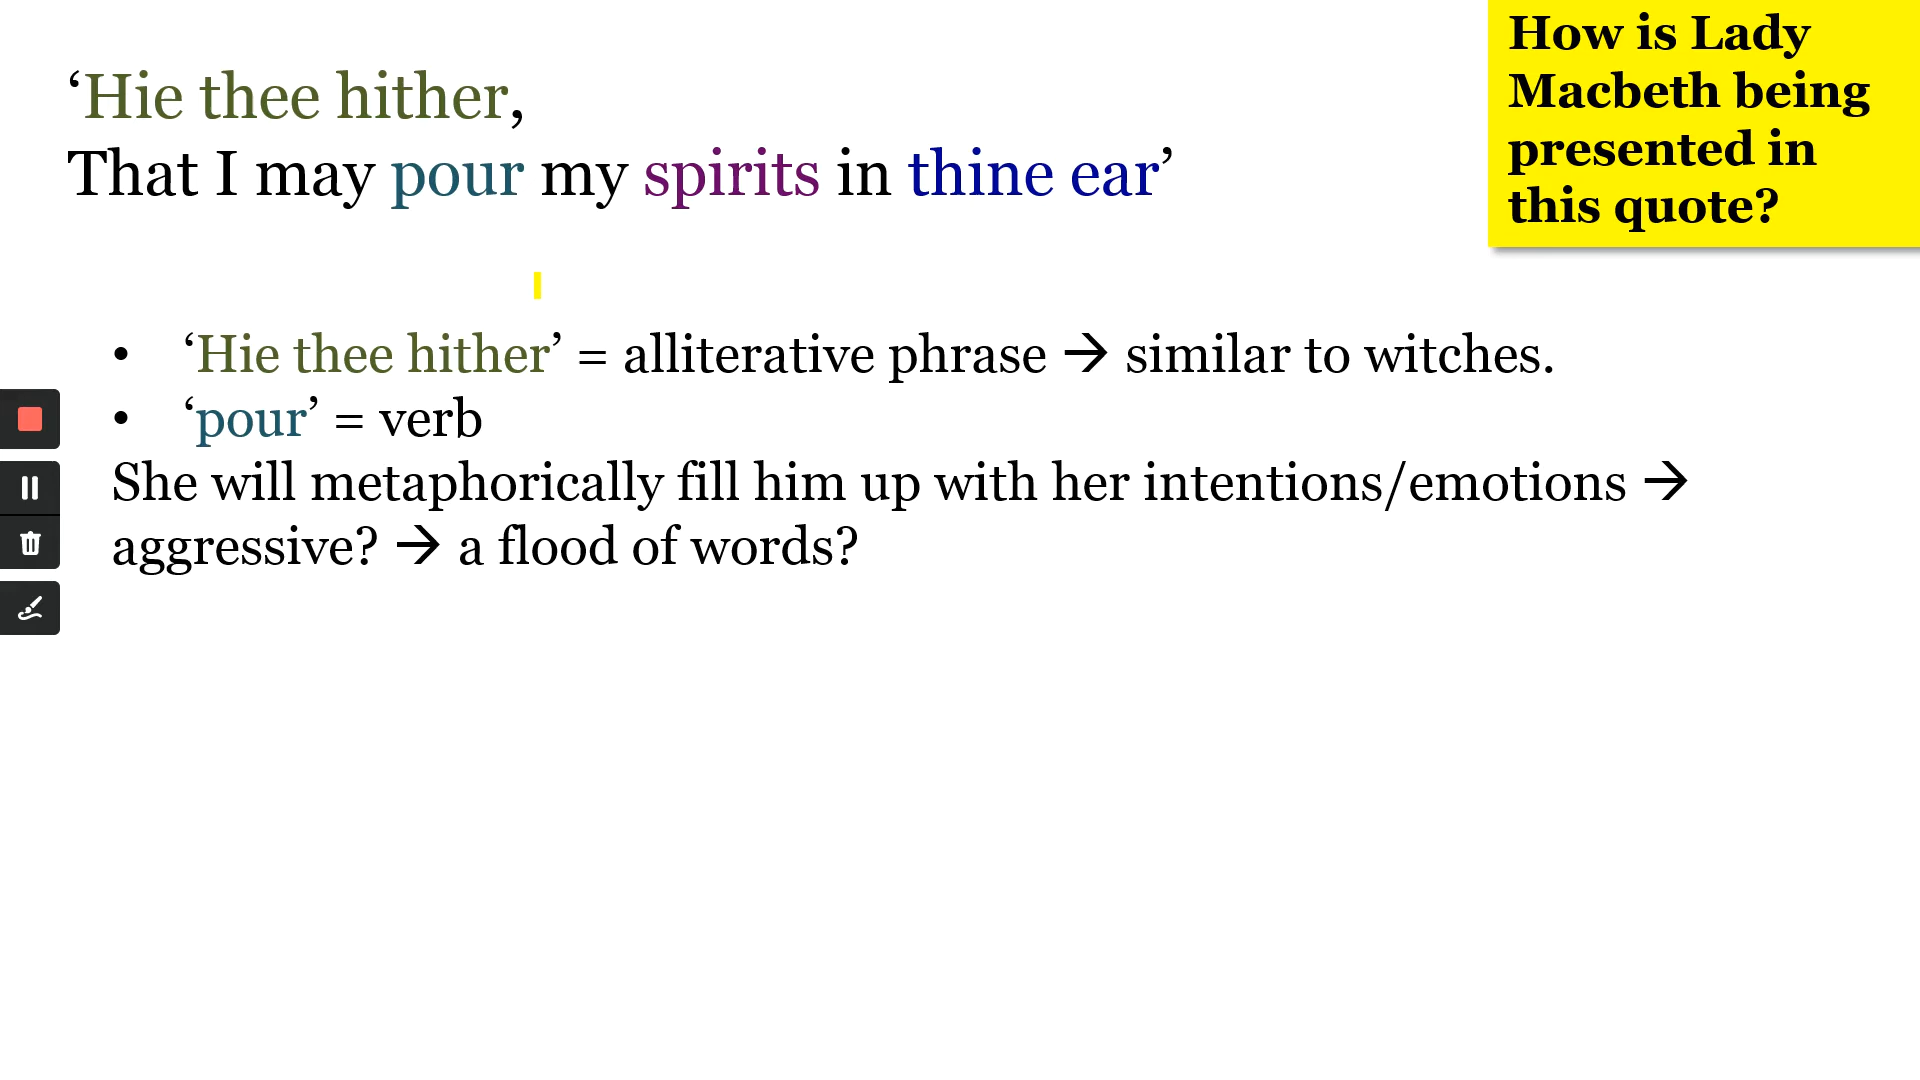 ‘Hie thee hither,
That I may pour my spirits in thine ear’
How is Lady
Macbeth being
presented in
this quote?
• ‘Hie thee hither’ = alliterative phrase → similar to witches.
• ‘pour’ = verb
She will metaphorically fill him up with her intentions/emotions →
aggressive? → a flood of words?